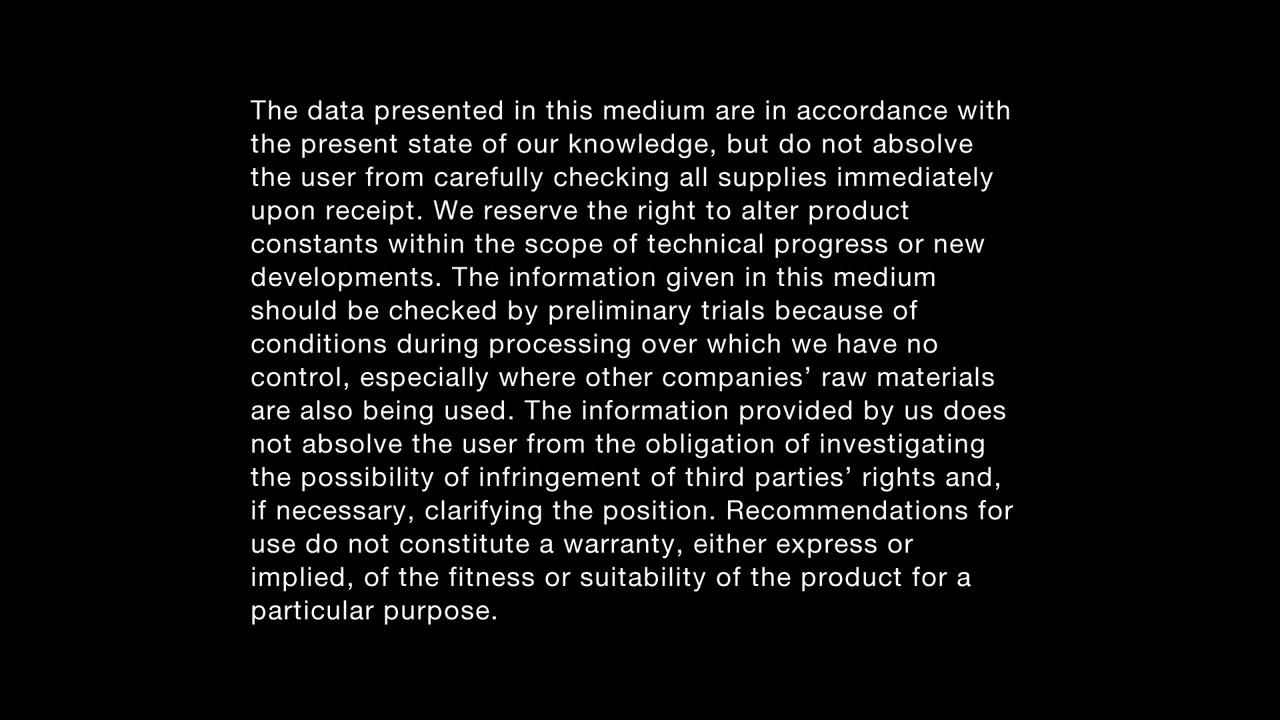 The data presented in this medium are in accordance with
the present state of our knowledge, but do not absolve
the user from carefully checking all supplies immediately
upon receipt. We reserve the right to alter product
constants within the scope of technical progress or new
developments. The information given in this medium
should be checked by preliminary trials because of
conditions during processing over which we have no
control, especially where other companies’ raw materials
are also being used. The information provided by us does
not absolve the user from the obligation of investigating
the possibility of infringement of third parties’ rights and,
if necessary, clarifying the position. Recommendations for
use do not constitute a warranty, either express or
implied, of the fitness or suitability of the product for a
particular purpose.